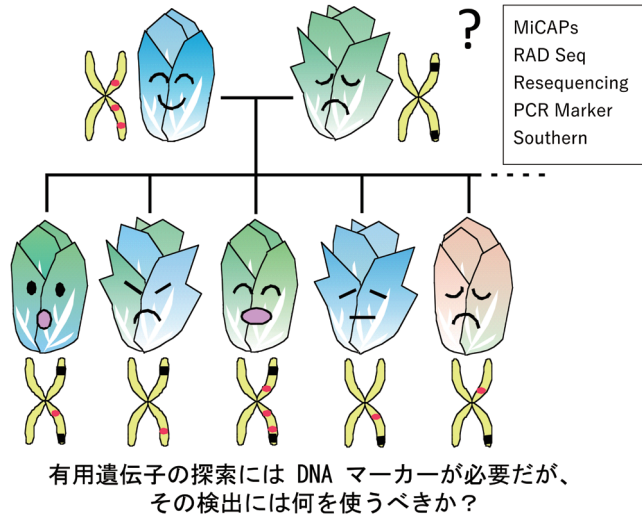 ?
MiCAPs
RAD Seq
Resequencing
PCR Marker
Southern
有用遺伝子の探索には DNA マーカーが必要だが、
その検出には何を使うべきか？